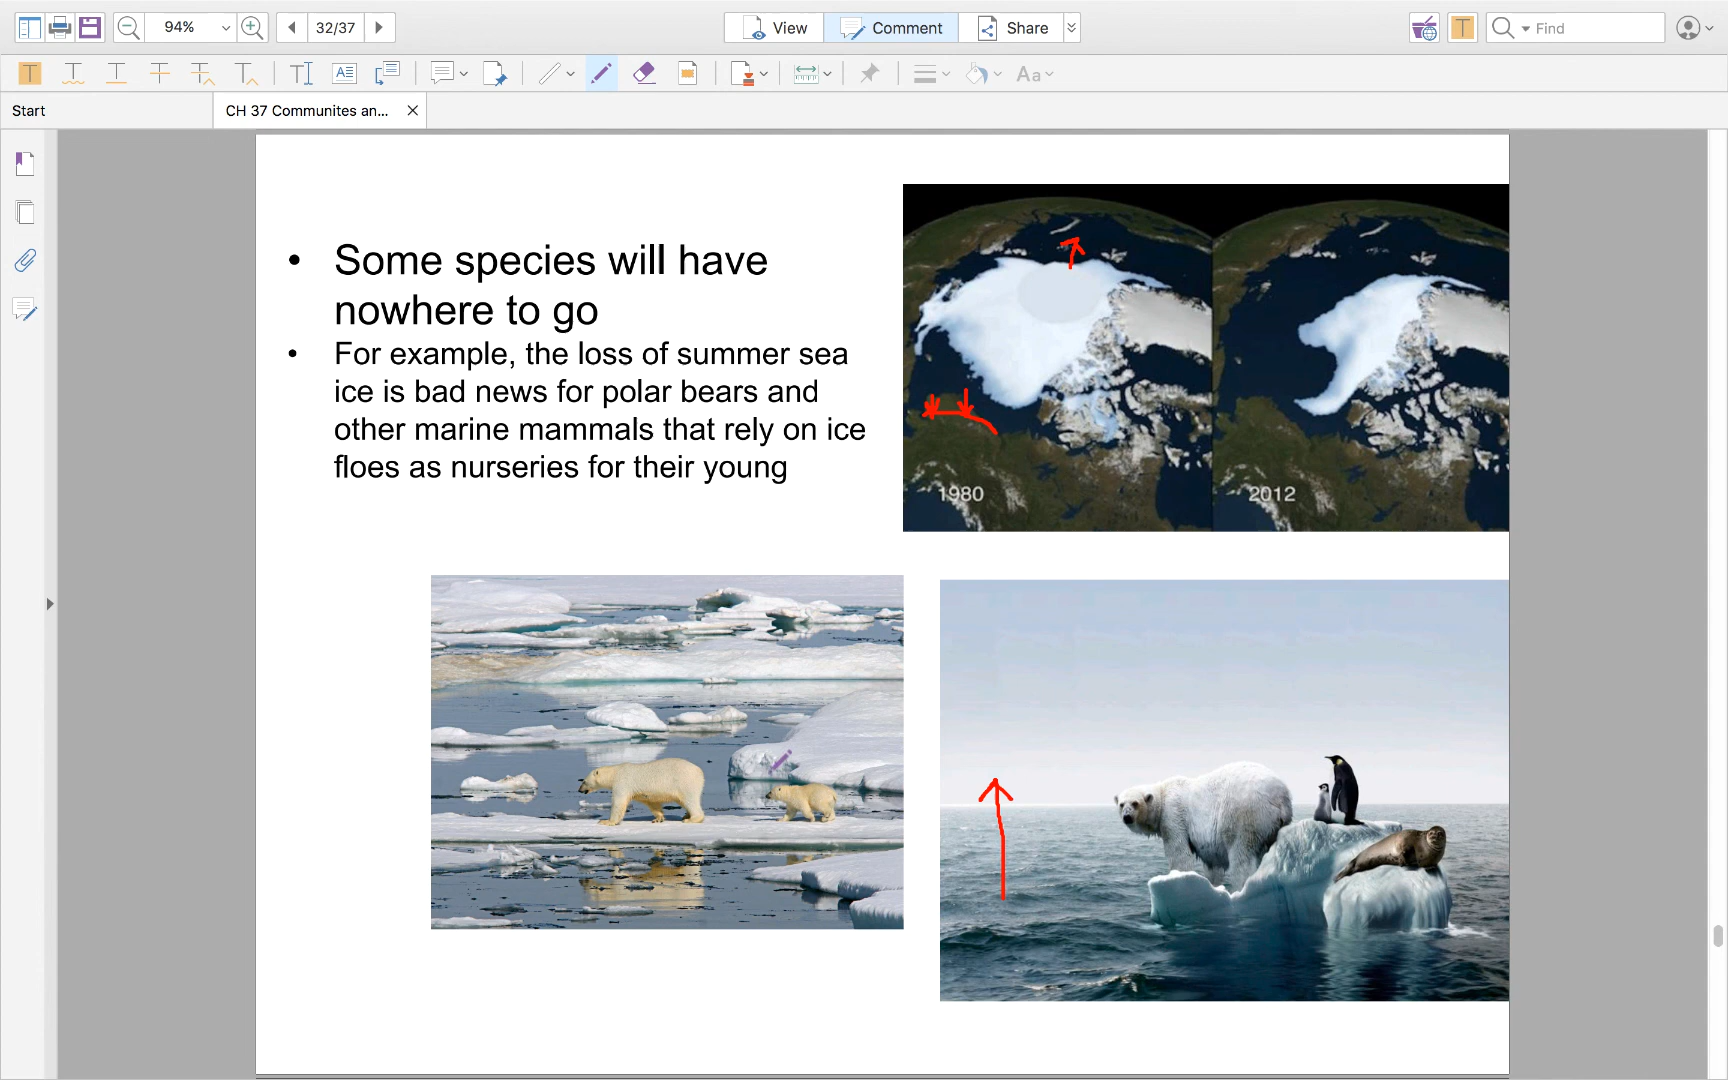 94%
32/37
View
Comment
Share
T
Find
T
T
T
T
T
T
T
AΞ
Aa
Start
CH 37 Communites an...
• Some species will have
nowhere to go
• For example, the loss of summer sea
ice is bad news for polar bears and
other marine mammals that rely on ice
floes as nurseries for their young
1980
2012